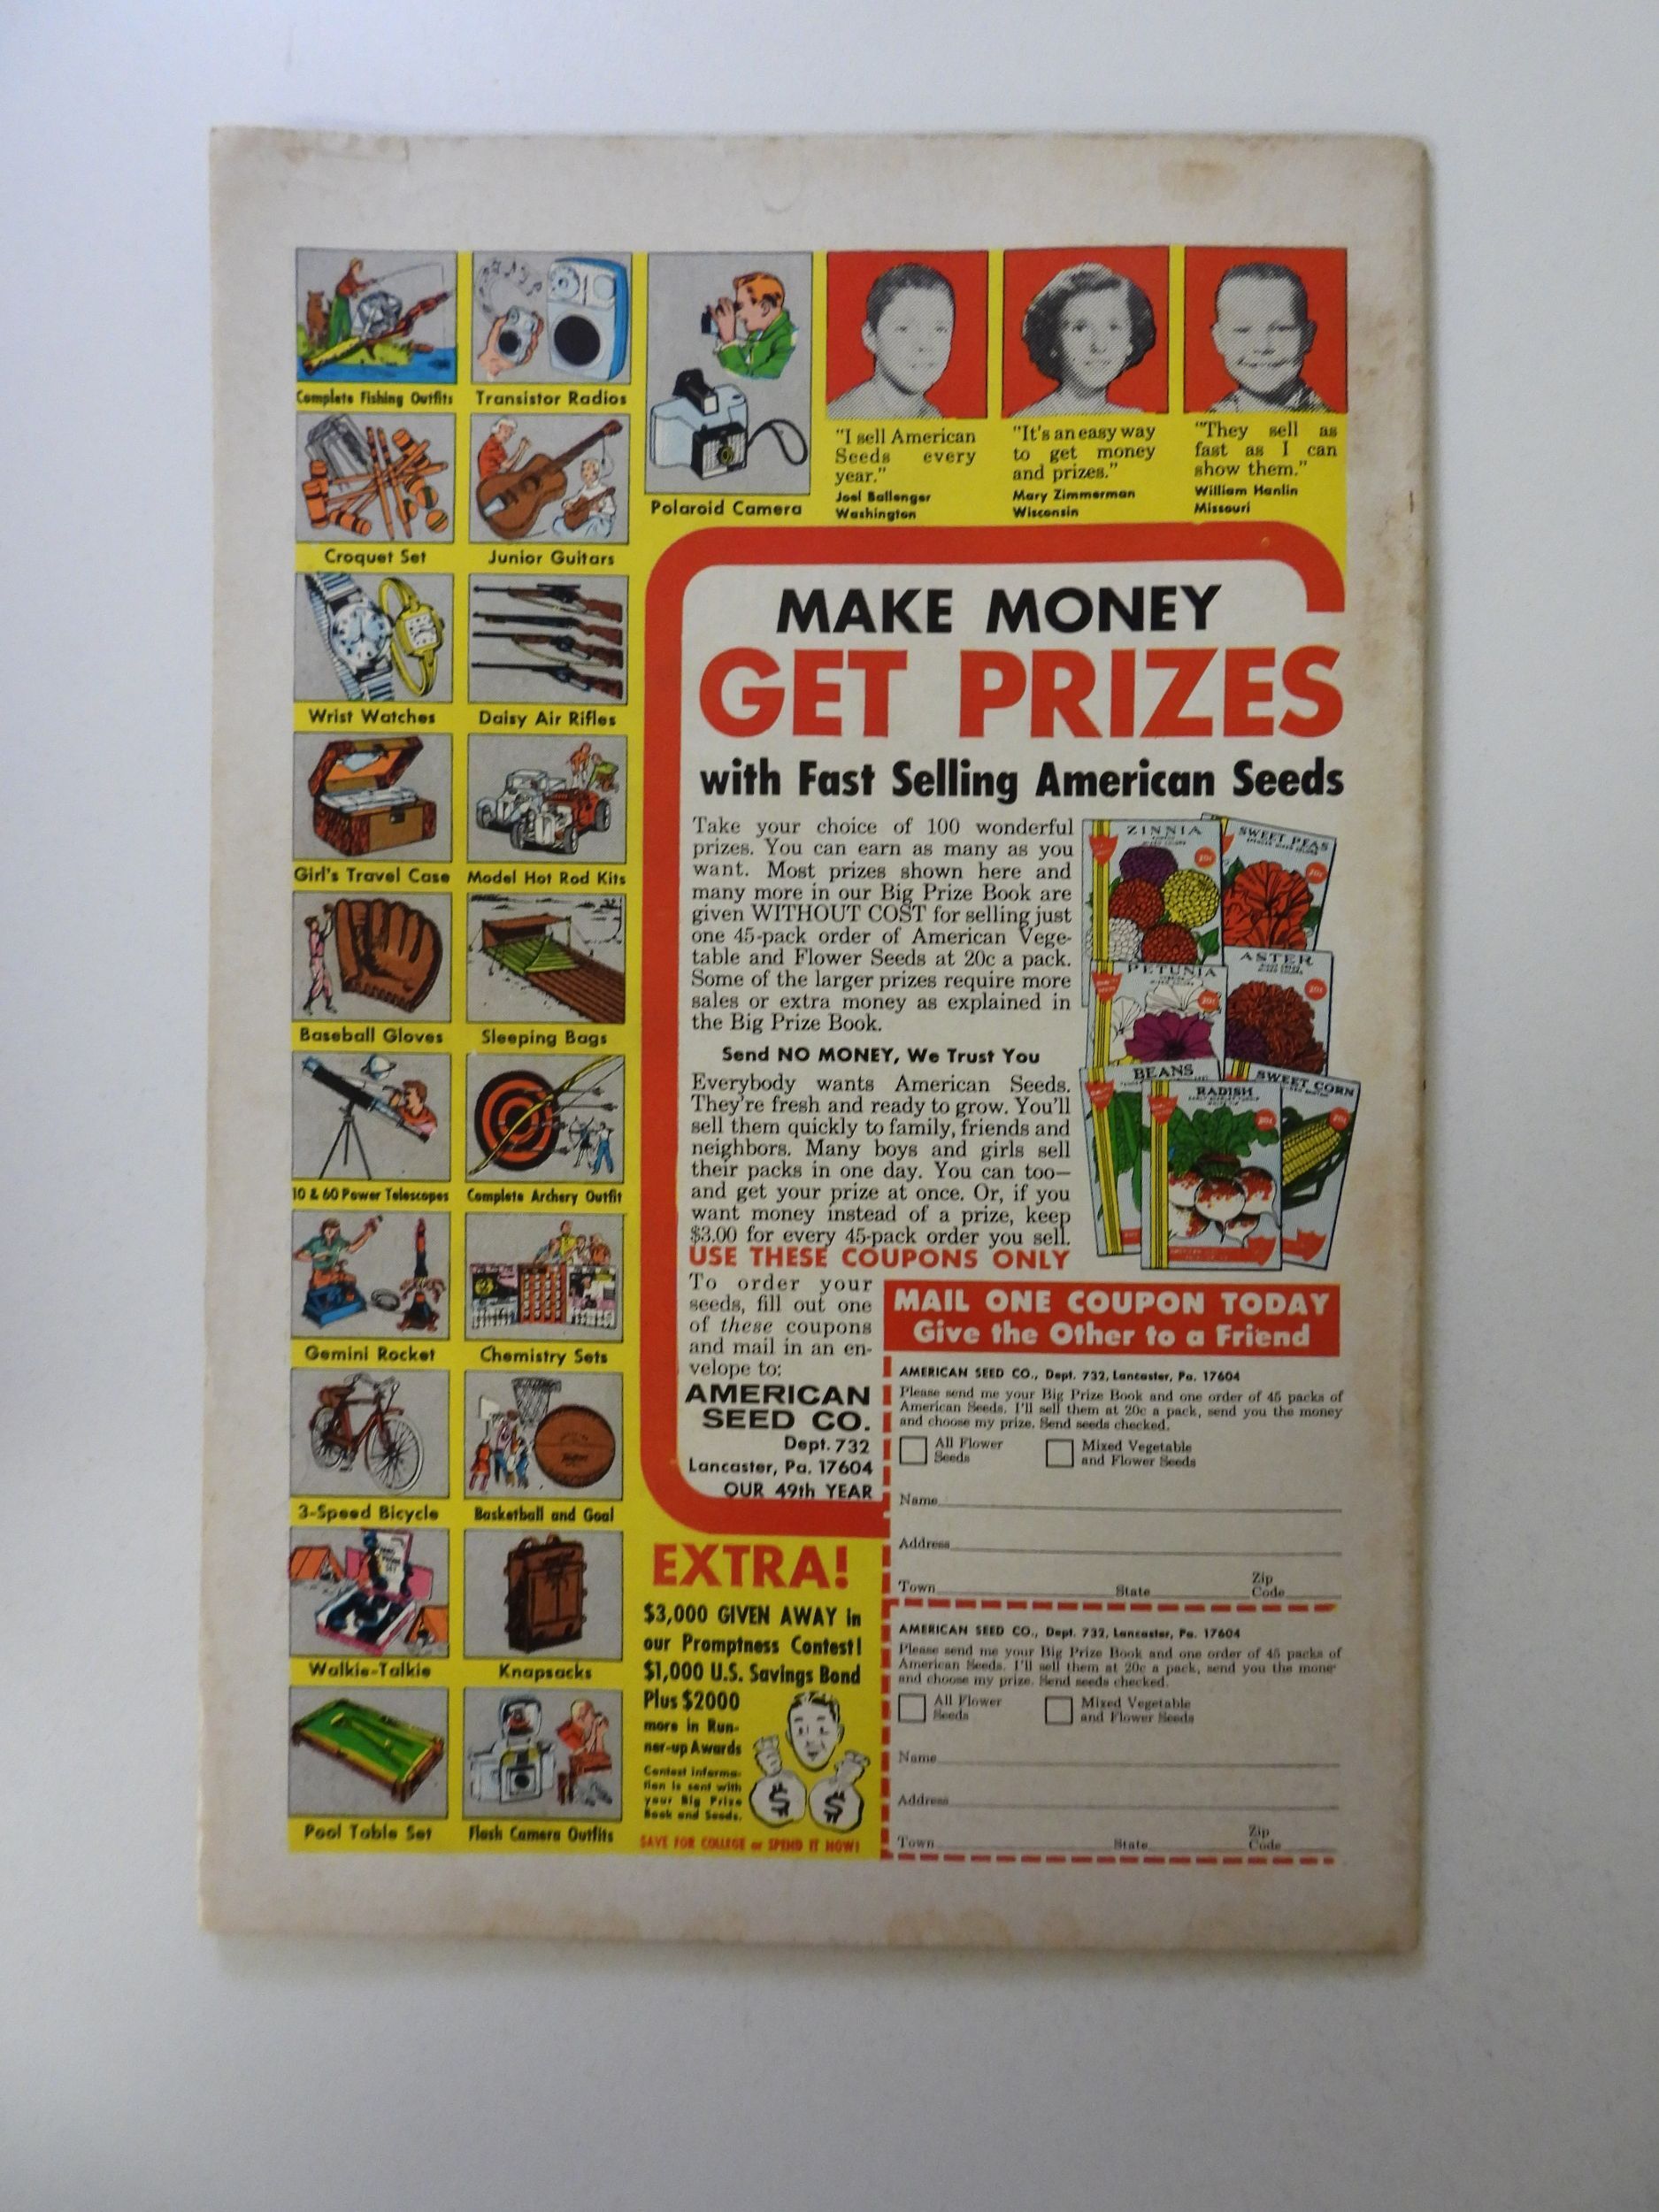 Complete Fishing Outfits
Transistor Radios
Croquet Set
Junior Guitars
Polaroid Camera
Wrist Watches
Daisy Air Rifles
Girl's Travel Case
Model Hot Rod Kits
Baseball Gloves
Sleeping Bags
10 & 60 Power Telescopes
Complete Archery Outfit
Gemini Rocket
Chemistry Sets
3-Speed Bicycle
Basketball and Goal
Walkie-Talkie
Knapsacks
Pool Table Set
Flash Camera Outfits
"I sell American
Seeds every
year."
Joel Ballenger
Washington
"It's an easy way
to get money
and prizes."
Mary Zimmerman
Wisconsin
"They sell as
fast as I can
show them."
William Hanlin
Missouri
MAKE MONEY
GET PRIZES
with Fast Selling American Seeds
Take your choice of 100 wonderful
prizes. You can earn as many as you
want. Most prizes shown here and
many more in our Big Prize Book are
given WITHOUT COST for selling just
one 45-pack order of American Vege-
table and Flower Seeds at 20c a pack.
Some of the larger prizes require more
sales or extra money as explained in
the Big Prize Book.
Send NO MONEY, We Trust You
Everybody wants American Seeds.
They're fresh and ready to grow. You'll
sell them quickly to family, friends and
neighbors. Many boys and girls sell
their packs in one day. You can too—
and get your prize at once. Or, if you
want money instead of a prize, keep
$3.00 for every 45-pack order you sell.
USE THESE COUPONS ONLY
To order your
seeds, fill out one
of these coupons
and mail in an en-
velope to:
AMERICAN
SEED CO.
Dept. 732
Lancaster, Pa. 17604
OUR 49th YEAR
ZINNIA
20c
SWEET PEAS
20c
PETUNIA
20c
ASTER
20c
BEANS
RADISH
20c
SWEET CORN
20c
EXTRA!
$3,000 GIVEN AWAY in
our Promptness Contest!
$1,000 U.S. Savings Bond
Plus $2000
more in Run-
ner-up Awards
Contest informa-
tion is sent with
your Big Prize
Book and Seeds.
$ $
SAVE FOR COLLEGE or SPEND IT NOW!
MAIL ONE COUPON TODAY
Give the Other to a Friend
AMERICAN SEED CO., Dept. 732, Lancaster, Pa. 17604
Please send me your Big Prize Book and one order of 45 packs of
American Seeds. I'll sell them at 20c a pack, send you the money
and choose my prize. Send seeds checked.
All Flower
Seeds
Mixed Vegetable
and Flower Seeds
Name
Address
Town State Zip
Code
AMERICAN SEED CO., Dept. 732, Lancaster, Pa. 17604
Please send me your Big Prize Book and one order of 45 packs of
American Seeds. I'll sell them at 20c a pack, send you the money
and choose my prize. Send seeds checked.
All Flower
Seeds
Mixed Vegetable
and Flower Seeds
Name
Address
Town State Zip
Code